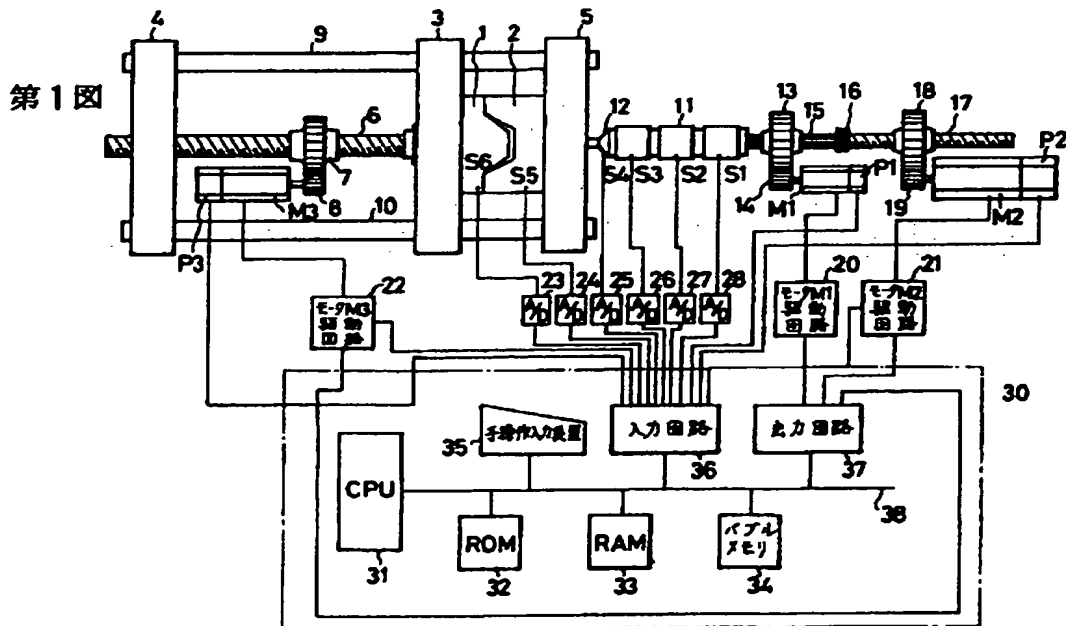 第1図
4
9
3
1
2
5
6
7
8
10
P3
M3
S6
S5
12
11
S4
S3
S2
S1
13
15
16
18
17
P2
14
M1
P1
19
M2
22
モータM3
駆動
回路
23
24
25
26
27
28
A/D
A/D
A/D
A/D
A/D
A/D
20
モータM1
駆動
回路
21
モータM2
駆動
回路
30
35
手操作入力装置
入力回路
36
出力回路
37
38
CPU
31
ROM
32
RAM
33
バブル
メモリ
34